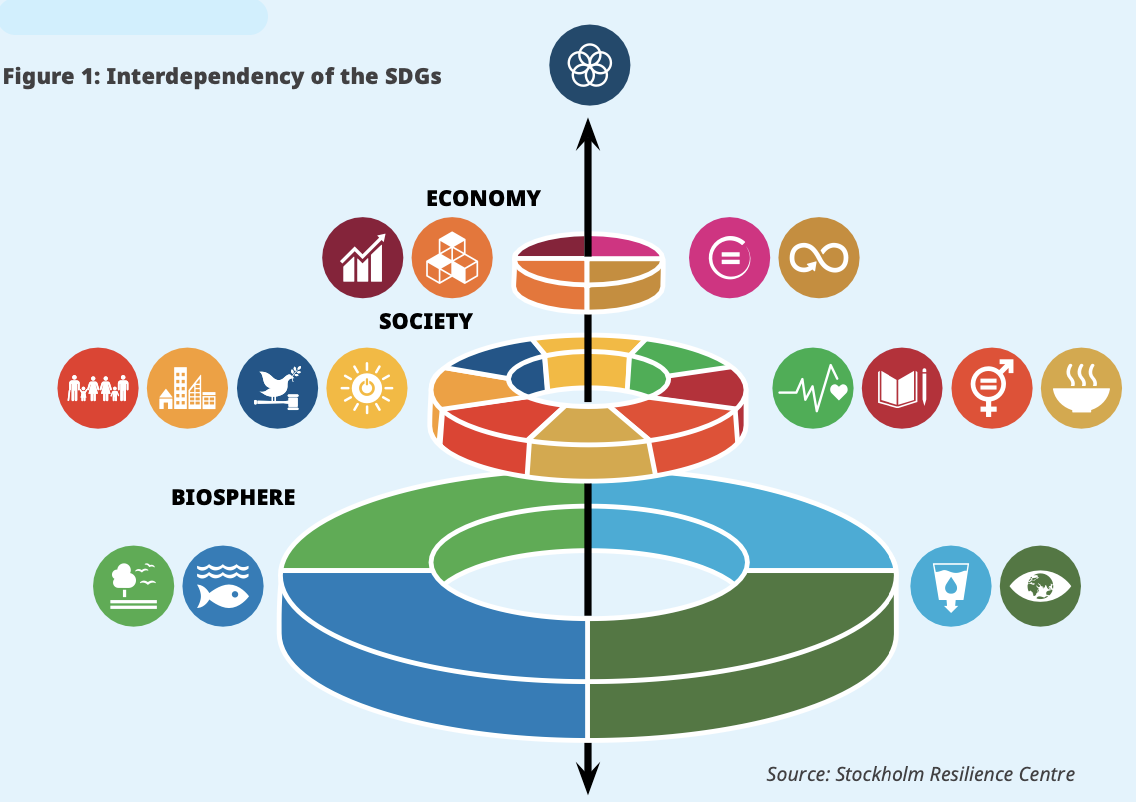 Figure 1: Interdependency of the SDGs
ECONOMY
SOCIETY
BIOSPHERE
Source: Stockholm Resilience Centre